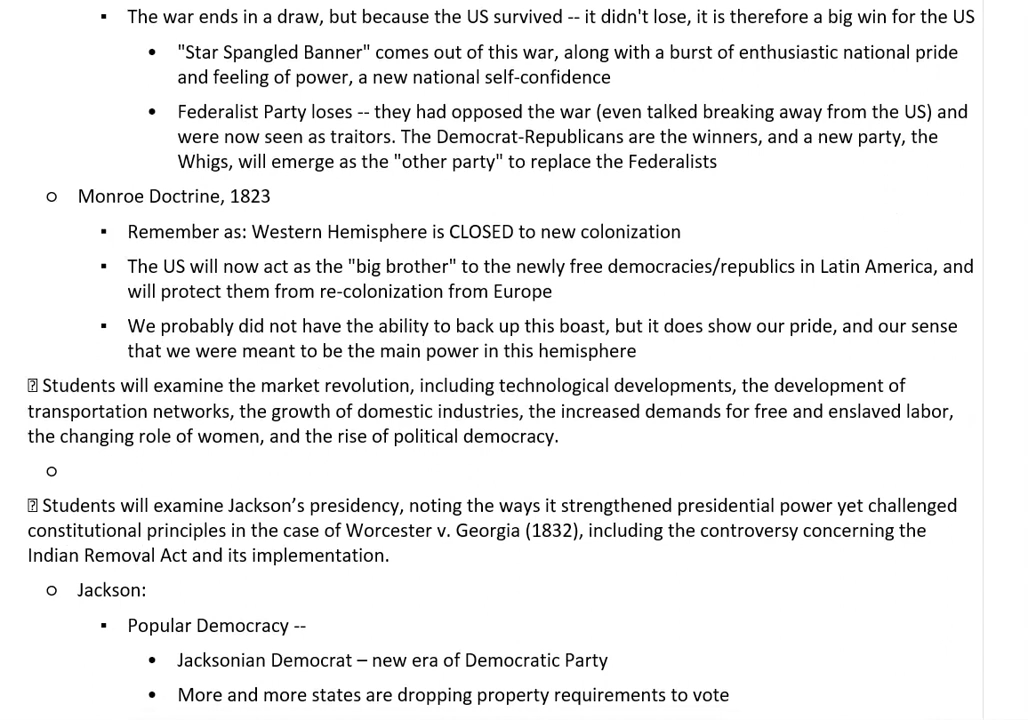 ▪ The war ends in a draw, but because the US survived -- it didn't lose, it is therefore a big win for the US
• "Star Spangled Banner" comes out of this war, along with a burst of enthusiastic national pride
and feeling of power, a new national self-confidence
• Federalist Party loses -- they had opposed the war (even talked breaking away from the US) and
were now seen as traitors. The Democrat-Republicans are the winners, and a new party, the
Whigs, will emerge as the "other party" to replace the Federalists
o Monroe Doctrine, 1823
▪ Remember as: Western Hemisphere is CLOSED to new colonization
▪ The US will now act as the "big brother" to the newly free democracies/republics in Latin America, and
will protect them from re-colonization from Europe
▪ We probably did not have the ability to back up this boast, but it does show our pride, and our sense
that we were meant to be the main power in this hemisphere
⍰ Students will examine the market revolution, including technological developments, the development of
transportation networks, the growth of domestic industries, the increased demands for free and enslaved labor,
the changing role of women, and the rise of political democracy.
o
⍰ Students will examine Jackson’s presidency, noting the ways it strengthened presidential power yet challenged
constitutional principles in the case of Worcester v. Georgia (1832), including the controversy concerning the
Indian Removal Act and its implementation.
o Jackson:
▪ Popular Democracy --
• Jacksonian Democrat – new era of Democratic Party
• More and more states are dropping property requirements to vote